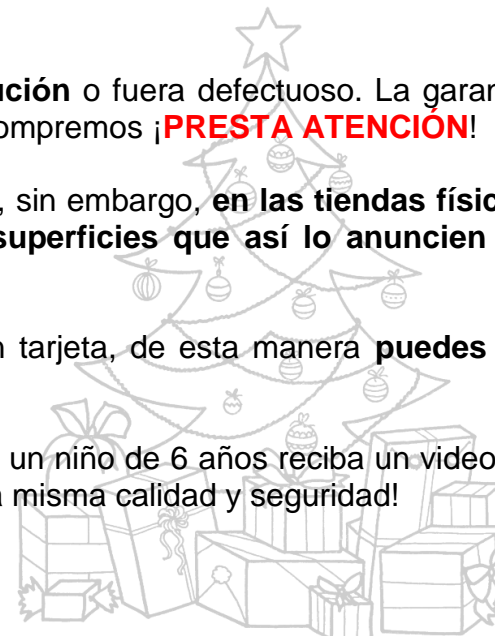 ución o fuera defectuoso. La garan
ompremos ¡PRESTA ATENCIÓN!
, sin embargo, en las tiendas físic
superficies que así lo anuncien
n tarjeta, de esta manera puedes
un niño de 6 años reciba un video
a misma calidad y seguridad!